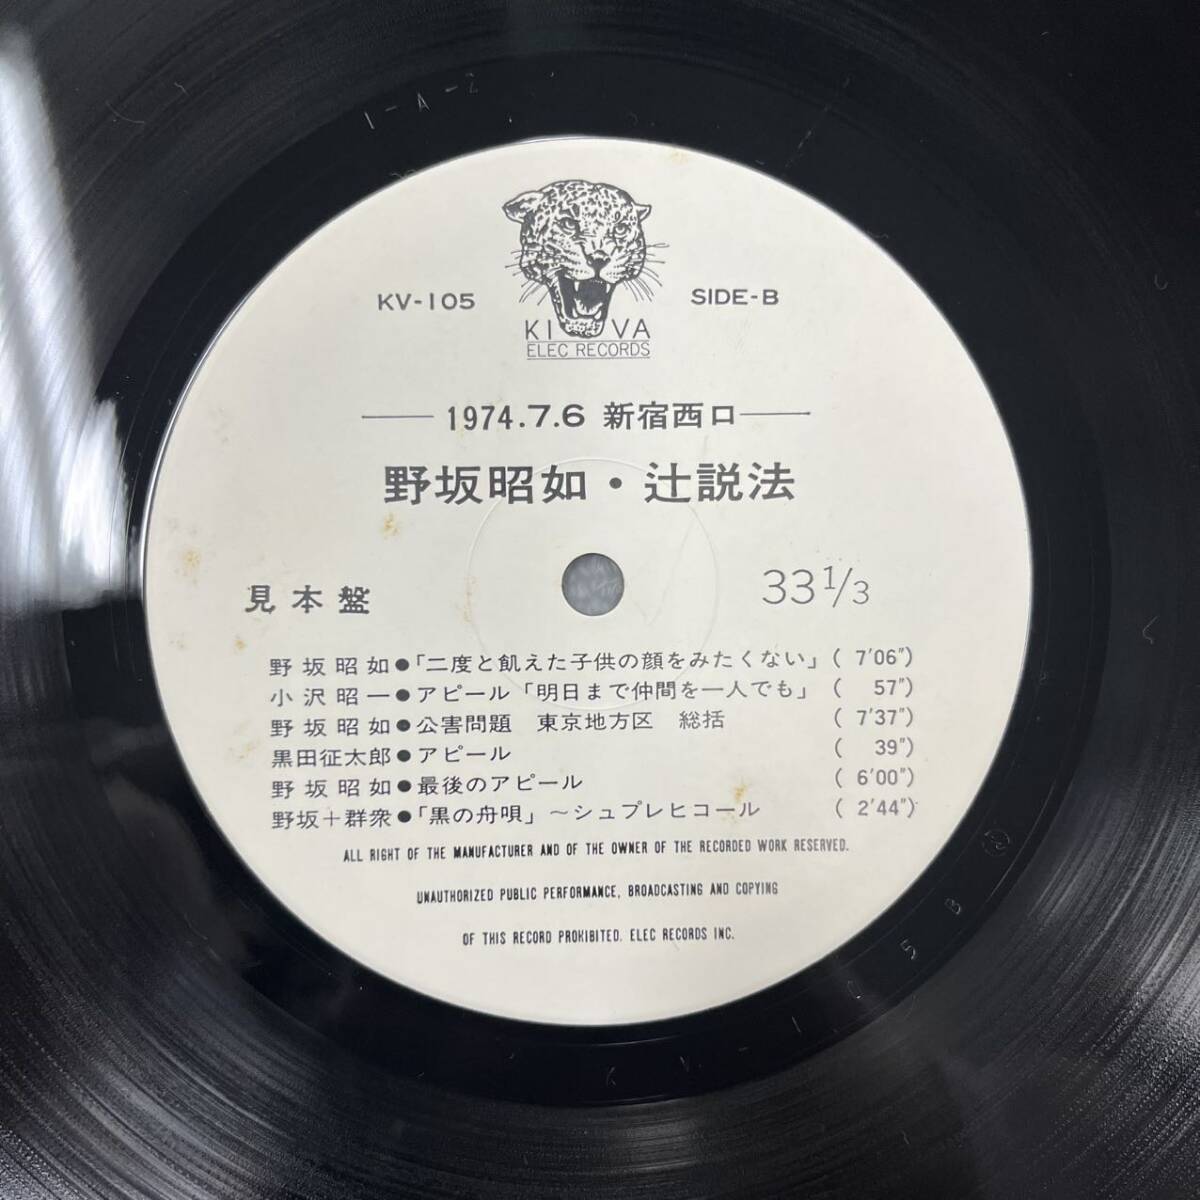 I-A-2
KV-105
SIDE-B
KIVA
ELEC RECORDS
1974.7.6 新宿西口
野坂昭如・辻説法
見本盤
33 1/3
野坂昭如●「二度と飢えた子供の顔をみたくない」 ( 7′06″)
小沢昭一●アピール「明日まで仲間を一人でも」 ( 57″)
野坂昭如●公害問題 東京地方区 総括 ( 7′37″)
黒田征太郎●アピール ( 39″)
野坂昭如●最後のアピール ( 6′00″)
野坂+群衆●「黒の舟唄」~シュプレヒコール ( 2′44″)
ALL RIGHT OF THE MANUFACTURER AND OF THE OWNER OF THE RECORDED WORK RESERVED.
UNAUTHORIZED PUBLIC PERFORMANCE, BROADCASTING AND COPYING
OF THIS RECORD PROHIBITED. ELEC RECORDS INC.
KV-105B